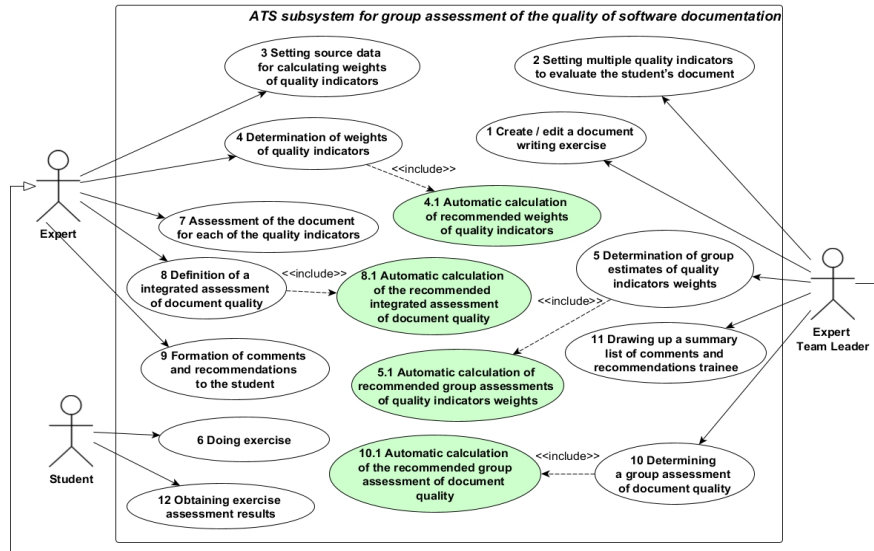 ATS subsystem for group assessment of the quality of software documentation
3 Setting source data
for calculating weights
of quality indicators
2 Setting multiple quality indicators
to evaluate the student's document
4 Determination of weights
of quality indicators
1 Create / edit a document
writing exercise
<<include>>
4.1 Automatic calculation
of recommended weights
of quality indicators
Expert
7 Assessment of the document
for each of the quality indicators
8 Definition of a
integrated assessment
of document quality
<<include>>
8.1 Automatic calculation
of the recommended
integrated assessment
of document quality
5 Determination of group
estimates of quality
indicators weights
<<include>>
Expert
Team Leader
9 Formation of comments
and recommendations
to the student
11 Drawing up a summary
list of comments and
recommendations trainee
5.1 Automatic calculation of
recommended group assessments
of quality indicators weights
6 Doing exercise
Student
10.1 Automatic calculation
of the recommended group
assessment of document
quality
<<include>>
10 Determining
a group assessment
of document quality
12 Obtaining exercise
assessment results